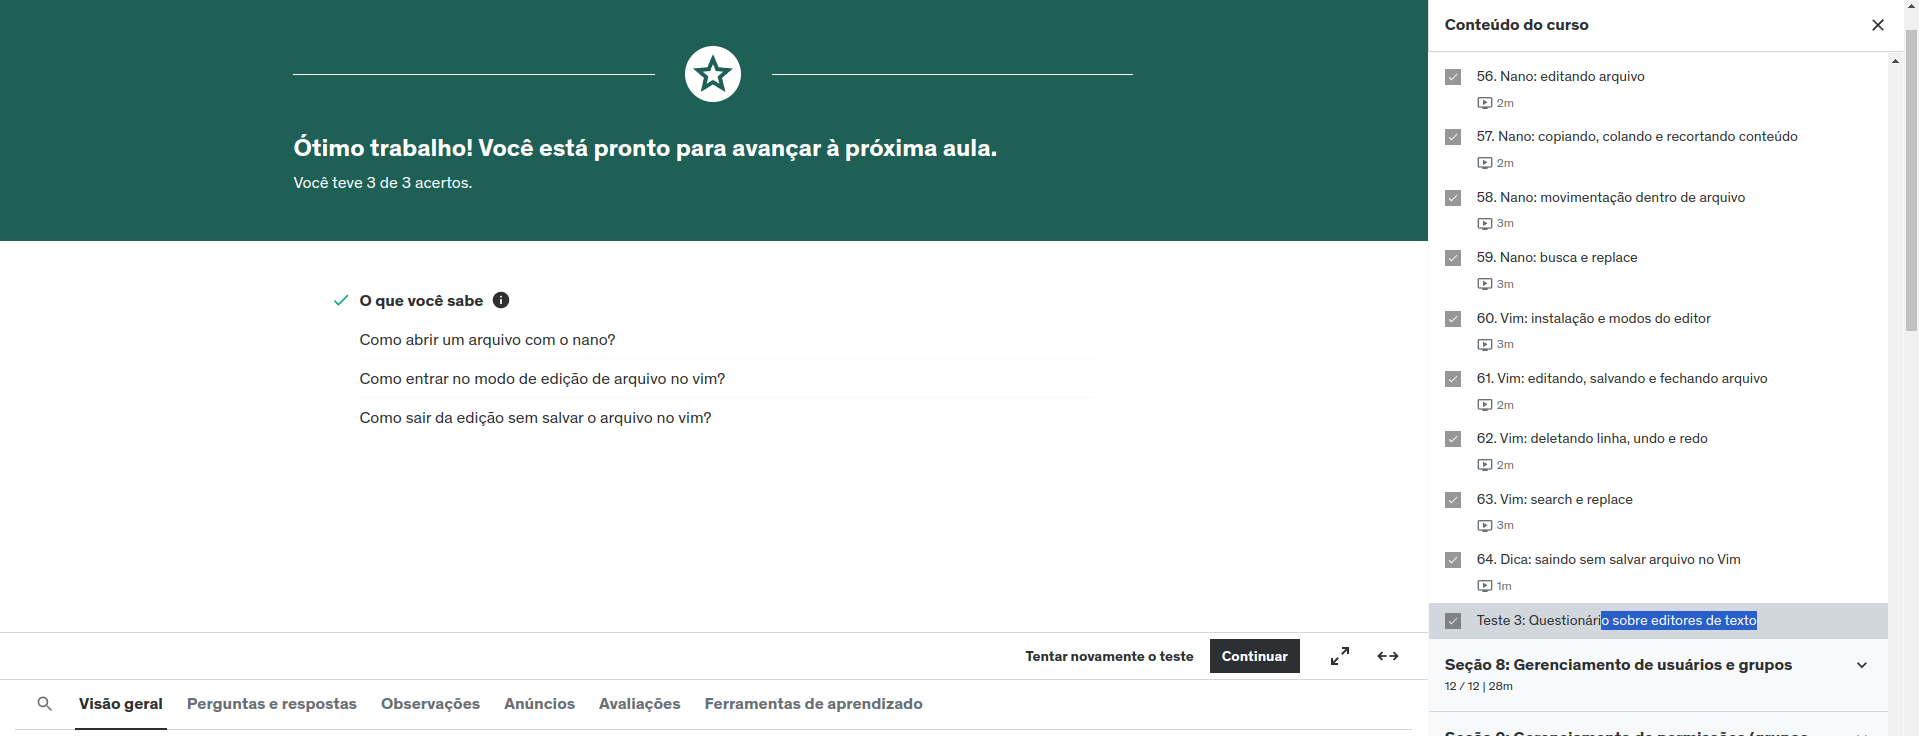 Ótimo trabalho! Você está pronto para avançar à próxima aula.
Você teve 3 de 3 acertos.
O que você sabe
Como abrir um arquivo com o nano?
Como entrar no modo de edição de arquivo no vim?
Como sair da edição sem salvar o arquivo no vim?
Tentar novamente o teste
Continuar
Visão geral
Perguntas e respostas
Observações
Anúncios
Avaliações
Ferramentas de aprendizado
Conteúdo do curso
56. Nano: editando arquivo
2m
57. Nano: copiando, colando e recortando conteúdo
2m
58. Nano: movimentação dentro de arquivo
3m
59. Nano: busca e replace
3m
60. Vim: instalação e modos do editor
3m
61. Vim: editando, salvando e fechando arquivo
2m
62. Vim: deletando linha, undo e redo
2m
63. Vim: search e replace
3m
64. Dica: saindo sem salvar arquivo no Vim
1m
Teste 3: Questionário sobre editores de texto
Seção 8: Gerenciamento de usuários e grupos
12 / 12 | 28m
Seção 9: Gerenciamento de permissões (grupos